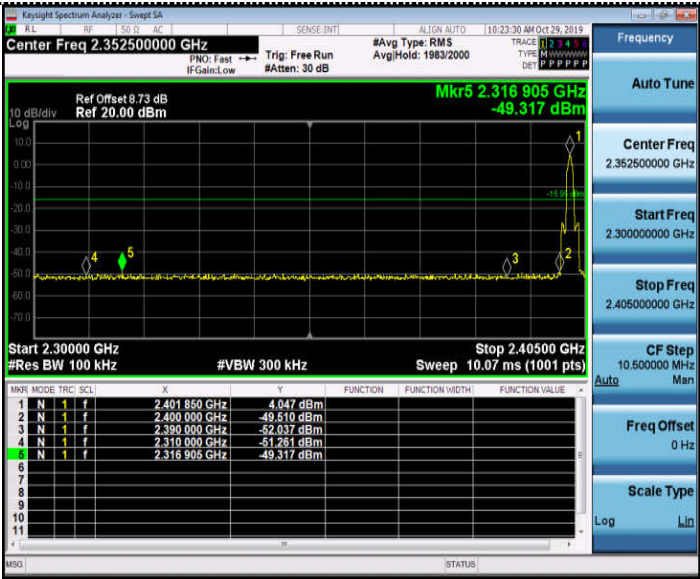 Keysight Spectrum Analyzer - Swept SA
RL RF 50 Ω AC SENSE:INT ALIGN AUTO 10:23:30 AM Oct 29, 2019
Center Freq 2.352500000 GHz
PNO: Fast
IFGain:Low
Trig: Free Run
#Atten: 30 dB
#Avg Type: RMS
Avg|Hold: 1983/2000
TRACE 1 2 3 4 5 6
TYPE M W W W W W
DET P P P P P P
Ref Offset 8.73 dB
10 dB/div Ref 20.00 dBm
Log
Mkr5 2.316 905 GHz
-49.317 dBm
10.0
0.00
-10.0
-20.0
-30.0
-40.0
-50.0
-60.0
-70.0
-15.95 dBm
1
2
3
4
5
Start 2.30000 GHz Stop 2.40500 GHz
#Res BW 100 kHz #VBW 300 kHz Sweep 10.07 ms (1001 pts)
MKR MODE TRC SCL X Y FUNCTION FUNCTION WIDTH FUNCTION VALUE
1 N 1 f 2.401 850 GHz 4.047 dBm
2 N 1 f 2.400 000 GHz -49.510 dBm
3 N 1 f 2.390 000 GHz -52.037 dBm
4 N 1 f 2.310 000 GHz -51.261 dBm
5 N 1 f 2.316 905 GHz -49.317 dBm
6
7
8
9
10
11
MSG STATUS
Frequency
Auto Tune
Center Freq
2.352500000 GHz
Start Freq
2.300000000 GHz
Stop Freq
2.405000000 GHz
CF Step
10.500000 MHz
Auto Man
Freq Offset
0 Hz
Scale Type
Log Lin